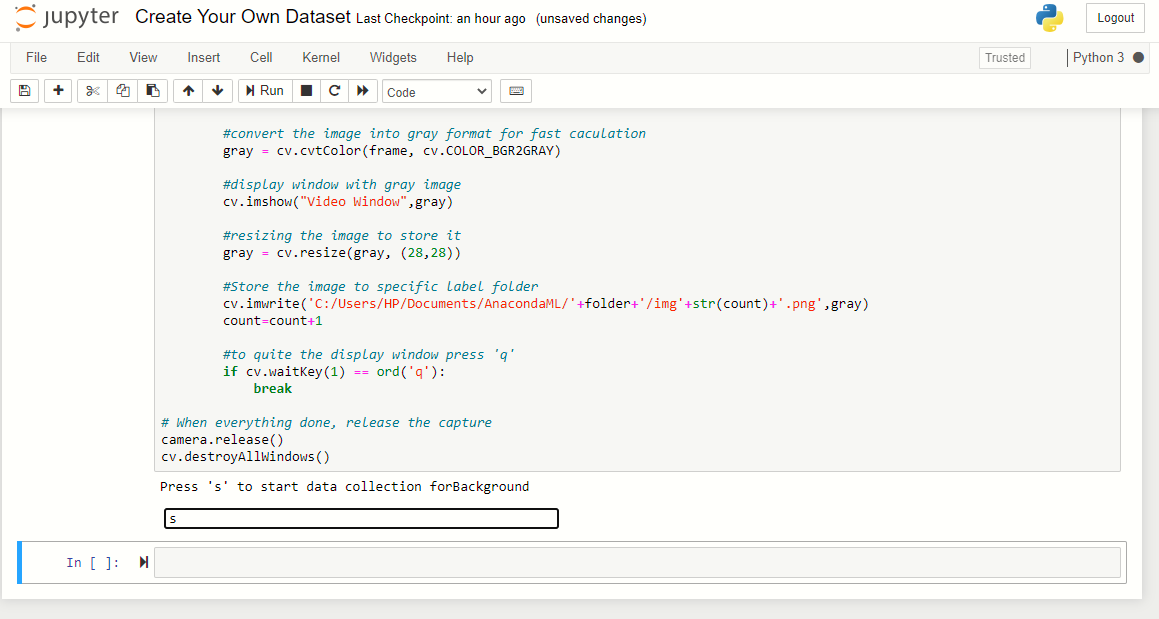 jupyter Create Your Own Dataset Last Checkpoint: an hour ago (unsaved changes) Logout
File Edit View Insert Cell Kernel Widgets Help Trusted Python 3
Run Code
#convert the image into gray format for fast caculation
gray = cv.cvtColor(frame, cv.COLOR_BGR2GRAY)
#display window with gray image
cv.imshow("Video Window",gray)
#resizing the image to store it
gray = cv.resize(gray, (28,28))
#Store the image to specific label folder
cv.imwrite('C:/Users/HP/Documents/AnacondaML/'+folder+'/img'+str(count)+'.png',gray)
count=count+1
#to quite the display window press 'q'
if cv.waitKey(1) == ord('q'):
break
# When everything done, release the capture
camera.release()
cv.destroyAllWindows()
Press 's' to start data collection forBackground
s
In [ ]: